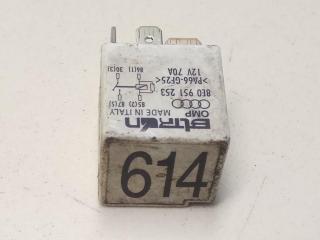 86(1) 30(3)
85(2) 87(5)
12V 70A
>PA66-GF25<
8E0 951 253
OMP
MADE IN ITALY
Bitron
614